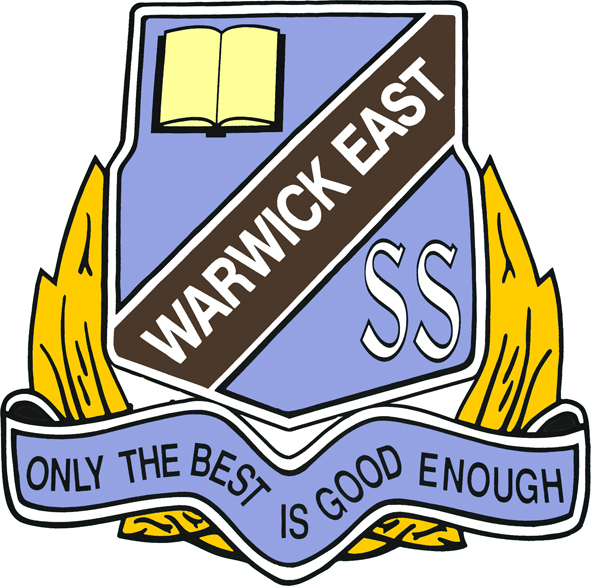 WARWICK EAST
SS
ONLY THE BEST IS GOOD ENOUGH